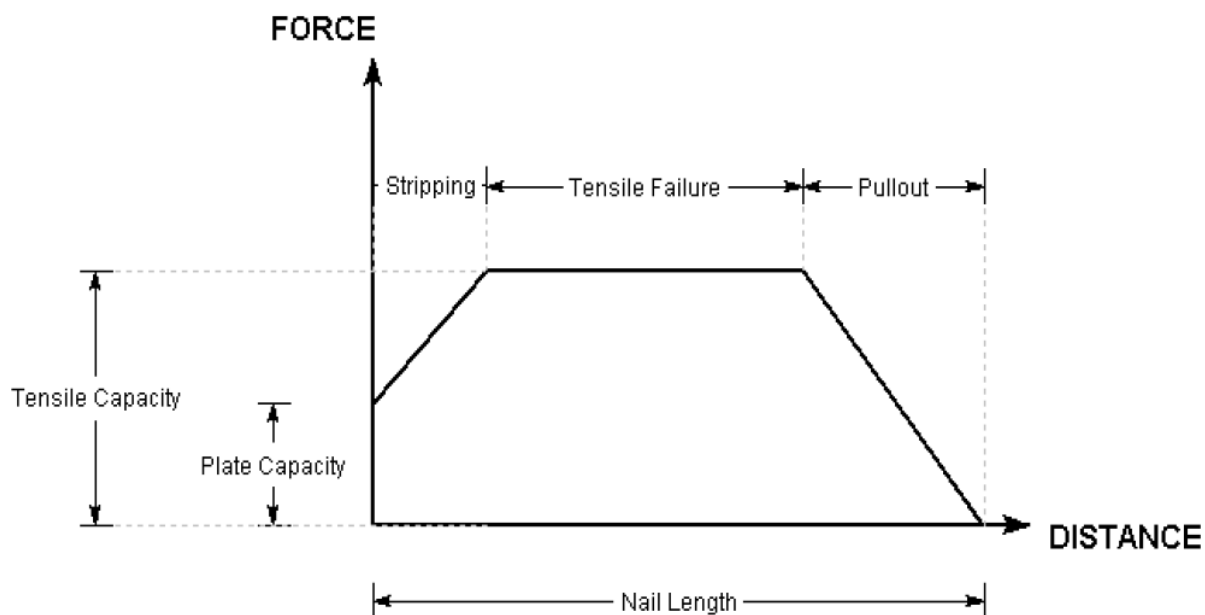 FORCE
Stripping
Tensile Failure
Pullout
Tensile Capacity
Plate Capacity
DISTANCE
Nail Length